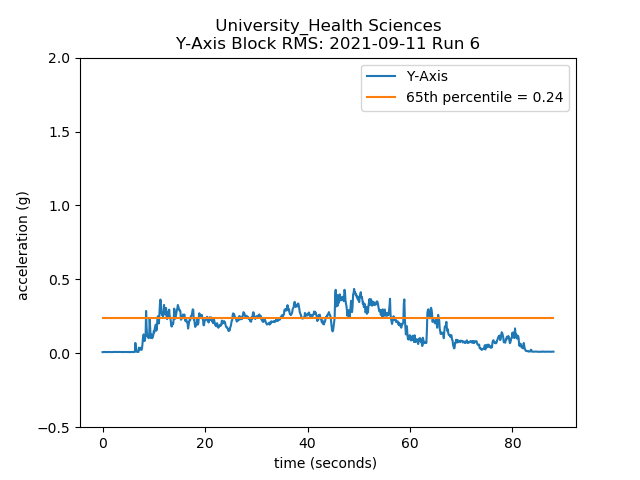 University_Health Sciences
Y-Axis Block RMS: 2021-09-11 Run 6
2.0
1.5
1.0
0.5
0.0
−0.5
acceleration (g)
Y-Axis
65th percentile = 0.24
0 20 40 60 80
time (seconds)